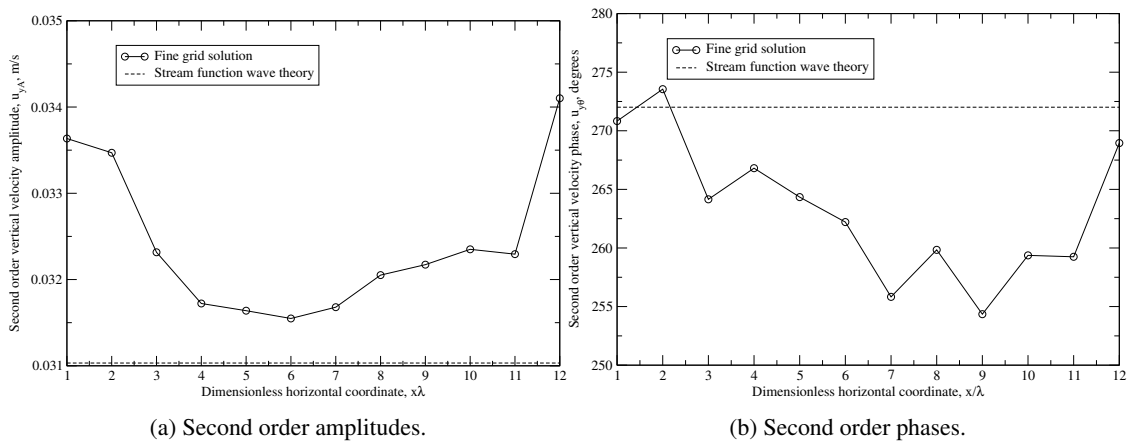 0.035
0.034
0.033
0.032
0.031
Second order vertical velocity amplitude, u_yA, m/s
Fine grid solution
Stream function wave theory
1 2 3 4 5 6 7 8 9 10 11 12
Dimensionless horizontal coordinate, xλ
(a) Second order amplitudes.
280
275
270
265
260
255
250
Second order vertical velocity phase, u_yθ, degrees
Fine grid solution
Stream function wave theory
1 2 3 4 5 6 7 8 9 10 11 12
Dimensionless horizontal coordinate, x/λ
(b) Second order phases.